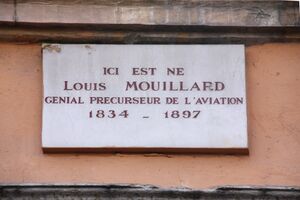 ICI EST NE
LOUIS MOUILLARD
GENIAL PRECURSEUR DE L'AVIATION
1834 - 1897